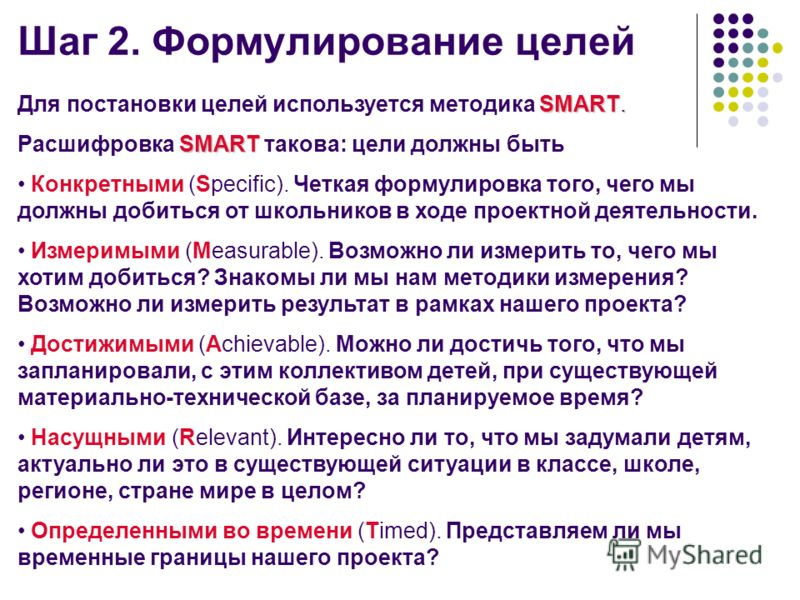 Шаг 2. Формулирование целей
Для постановки целей используется методика SMART.
Расшифровка SMART такова: цели должны быть
• Конкретными (Specific). Четкая формулировка того, чего мы
должны добиться от школьников в ходе проектной деятельности.
• Измеримыми (Measurable). Возможно ли измерить то, чего мы
хотим добиться? Знакомы ли мы нам методики измерения?
Возможно ли измерить результат в рамках нашего проекта?
• Достижимыми (Achievable). Можно ли достичь того, что мы
запланировали, с этим коллективом детей, при существующей
материально-технической базе, за планируемое время?
• Насущными (Relevant). Интересно ли то, что мы задумали детям,
актуально ли это в существующей ситуации в классе, школе,
регионе, стране мире в целом?
• Определенными во времени (Timed). Представляем ли мы
временные границы нашего проекта?
MyShared